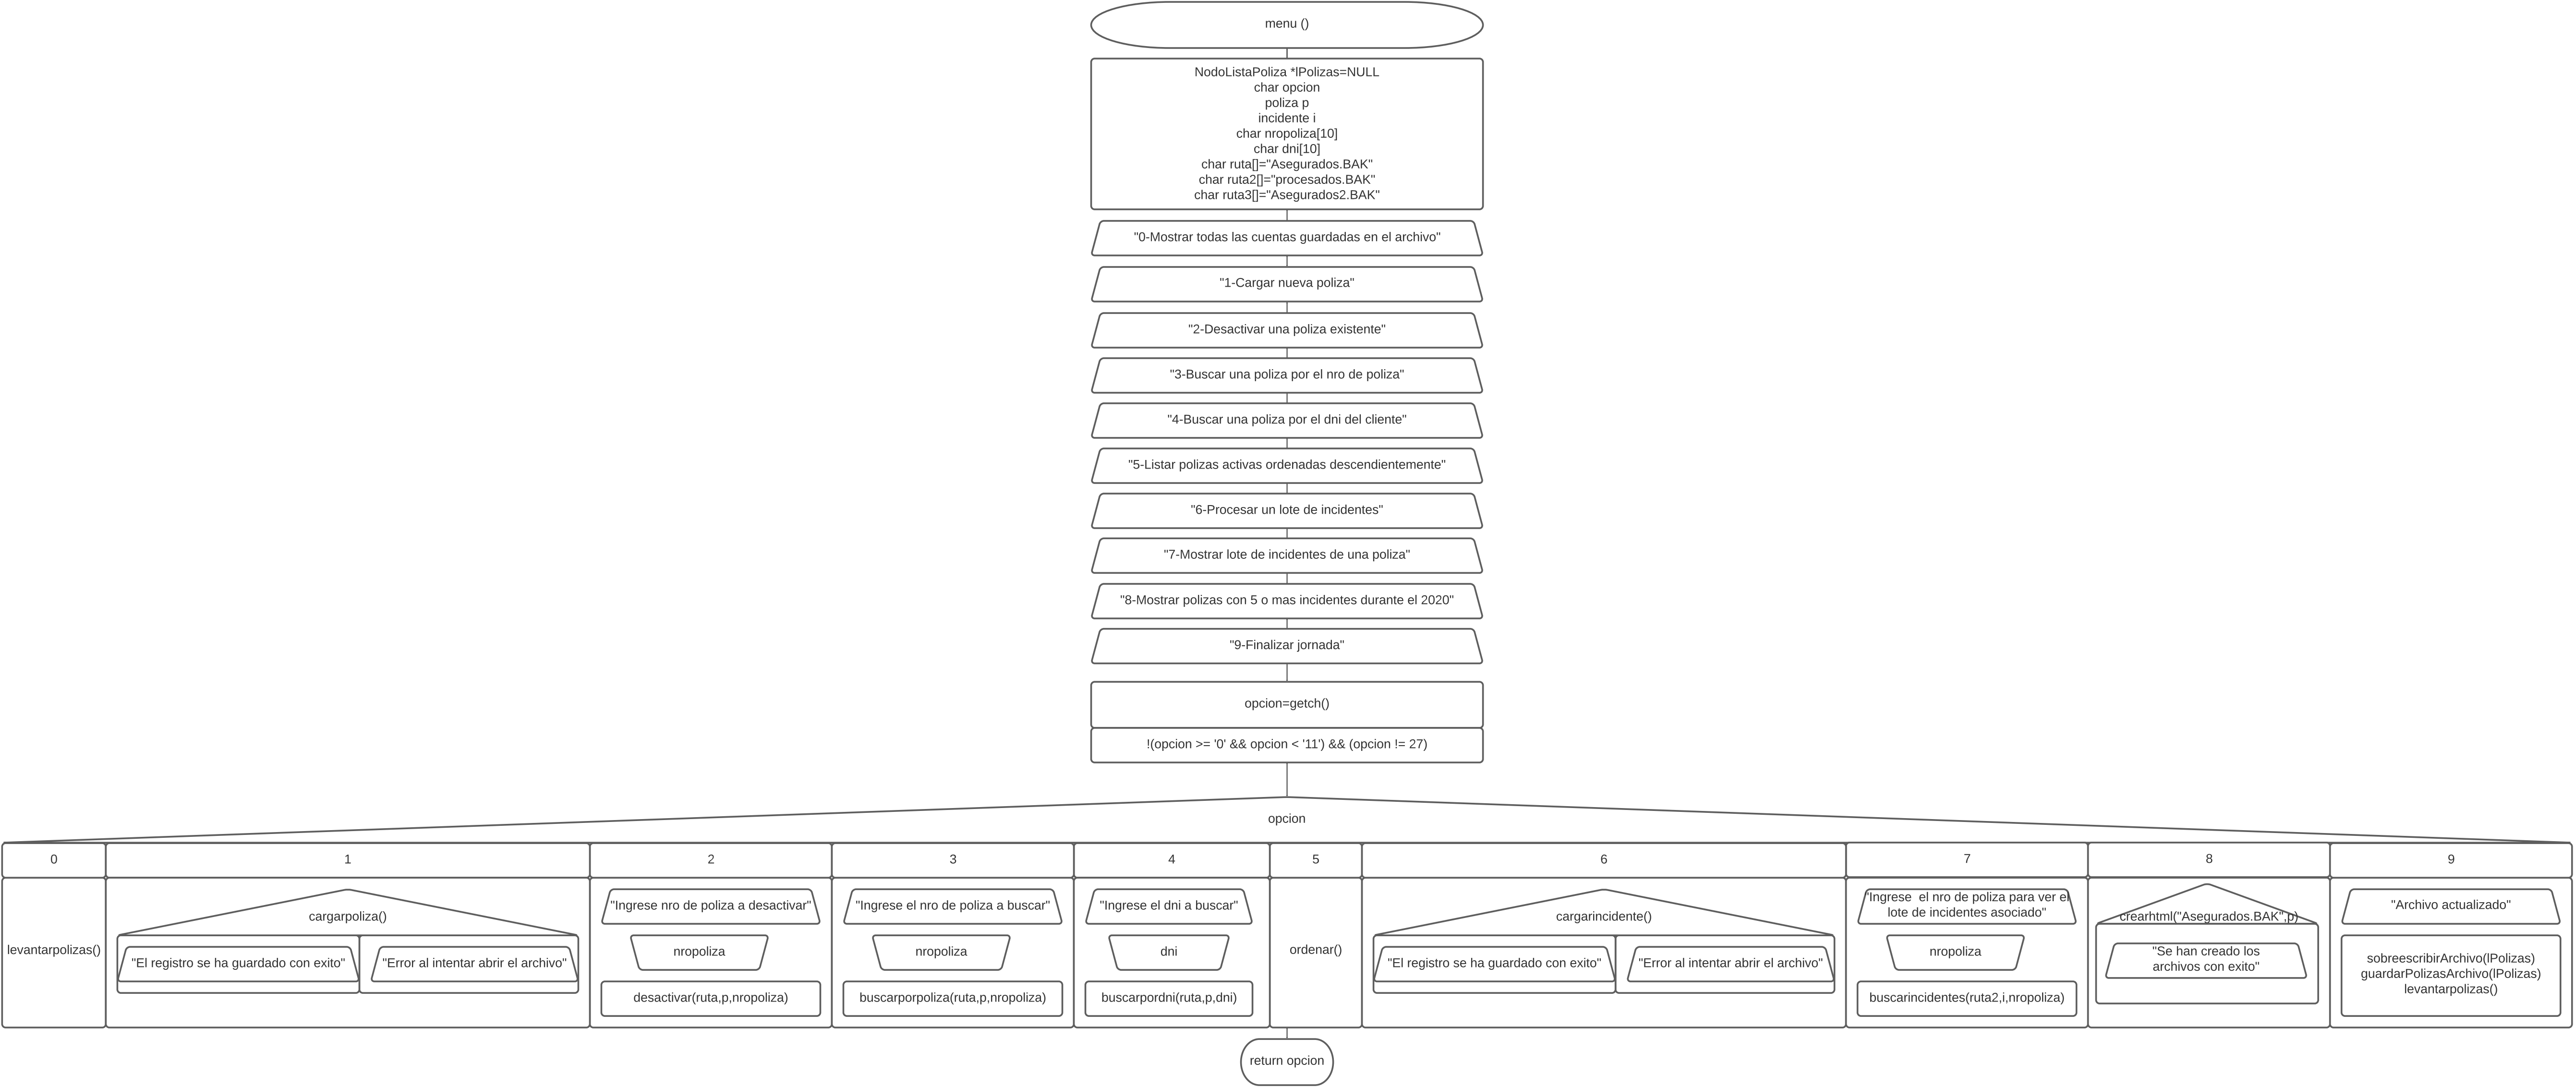 menu ()
NodoListaPoliza *lPolizas=NULL
char opcion
poliza p
incidente i
char nropoliza[10]
char dni[10]
char ruta[]="Asegurados.BAK"
char ruta2[]="procesados.BAK"
char ruta3[]="Asegurados2.BAK"
"0-Mostrar todas las cuentas guardadas en el archivo"
"1-Cargar nueva poliza"
"2-Desactivar una poliza existente"
"3-Buscar una poliza por el nro de poliza"
"4-Buscar una poliza por el dni del cliente"
"5-Listar polizas activas ordenadas descendientemente"
"6-Procesar un lote de incidentes"
"7-Mostrar lote de incidentes de una poliza"
"8-Mostrar polizas con 5 o mas incidentes durante el 2020"
"9-Finalizar jornada"
opcion=getch()
!(opcion >= '0' && opcion < '11') && (opcion != 27)
opcion
0
levantarpolizas()
1
cargarpoliza()
"El registro se ha guardado con exito"
"Error al intentar abrir el archivo"
2
"Ingrese nro de poliza a desactivar"
nropoliza
desactivar(ruta,p,nropoliza)
3
"Ingrese el nro de poliza a buscar"
nropoliza
buscarporpoliza(ruta,p,nropoliza)
4
"Ingrese el dni a buscar"
dni
buscarpordni(ruta,p,dni)
5
ordenar()
6
cargarincidente()
"El registro se ha guardado con exito"
"Error al intentar abrir el archivo"
7
"Ingrese  el nro de poliza para ver el
lote de incidentes asociado"
nropoliza
buscarincidentes(ruta2,i,nropoliza)
8
crearhtml("Asegurados.BAK",p)
"Se han creado los
archivos con exito"
9
"Archivo actualizado"
sobreescribirArchivo(lPolizas)
guardarPolizasArchivo(lPolizas)
levantarpolizas()
return opcion